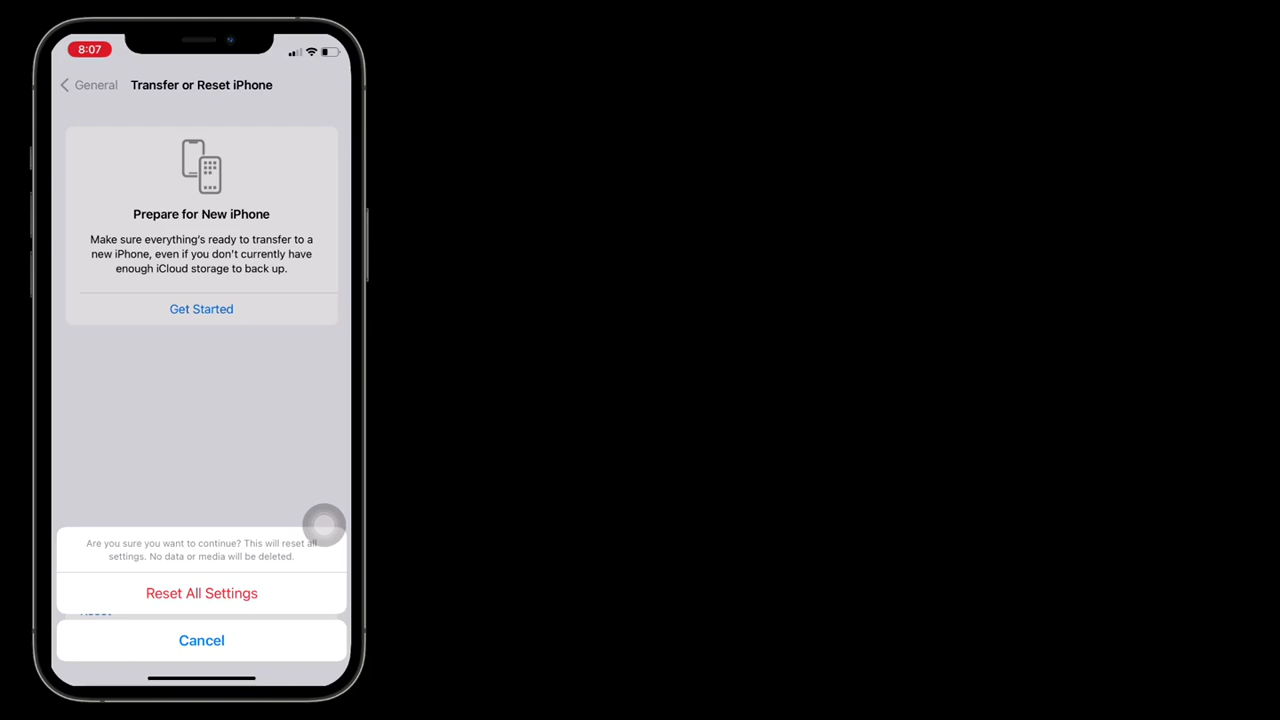 8:07
General
Transfer or Reset iPhone
Prepare for New iPhone
Make sure everything's ready to transfer to a
new iPhone, even if you don't currently have
enough iCloud storage to back up.
Get Started
Are you sure you want to continue? This will reset all
settings. No data or media will be deleted.
Reset All Settings
Cancel